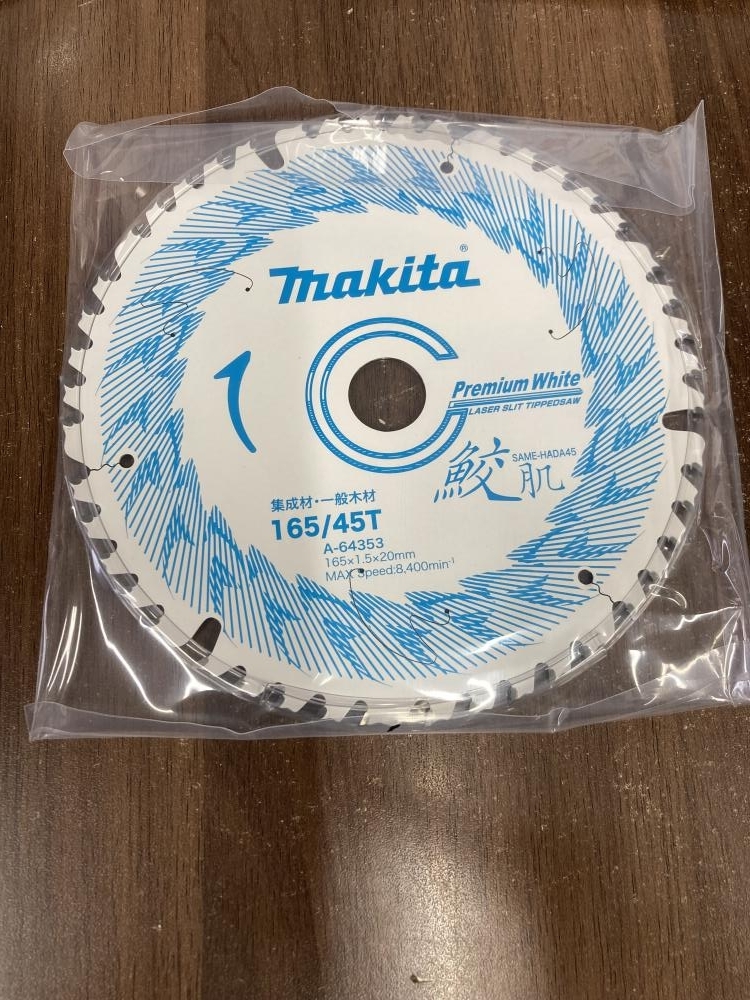 makita®
Premium White
LASER SLIT TIPPEDSAW
鮫肌 SAME-HADA45
集成材・一般木材
165/45T
A-64353
165×1.5×20mm
MAX Speed:8,400min⁻¹